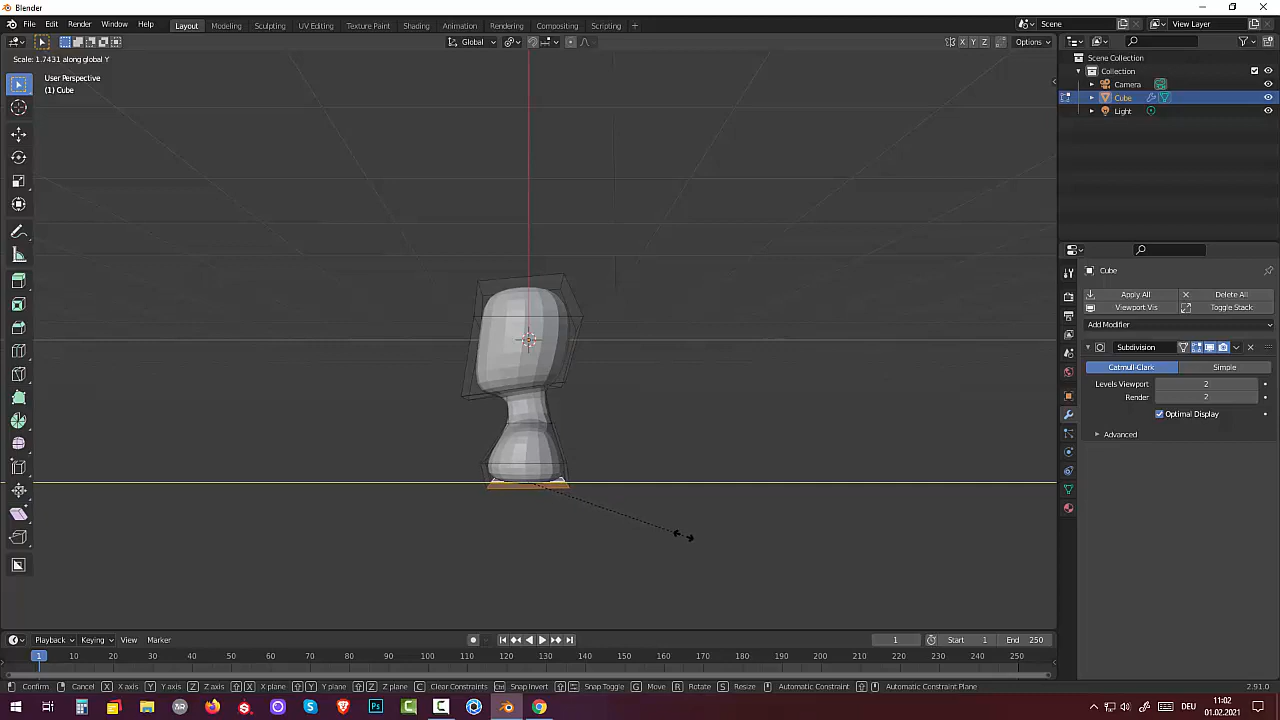 Blender
File Edit Render Window Help Layout Modeling Sculpting UV Editing Texture Paint Shading Animation Rendering Compositing Scripting + Scene View Layer
Global X Y Z Options
Scale: 1.7431 along global Y
User Perspective
(1) Cube
Scene Collection
Collection
Camera
Cube
Light
Cube
Apply All Delete All
Viewport Vis Toggle Stack
Add Modifier
Subdivision
Catmull-Clark Simple
Levels Viewport 2
Render 2
Optimal Display
Advanced
Playback Keying View Marker 1 Start 1 End 250
1 10 20 30 40 50 60 70 80 90 100 110 120 130 140 150 160 170 180 190 200 210 220 230 240 250
Confirm Cancel X X axis Y Y axis Z Z axis X X plane Y Y plane Z Z plane C Clear Constraints Snap Invert Snap Toggle G Move R Rotate S Resize Automatic Constraint Automatic Constraint Plane 2.91.0
DEU 11:02
01.02.2021